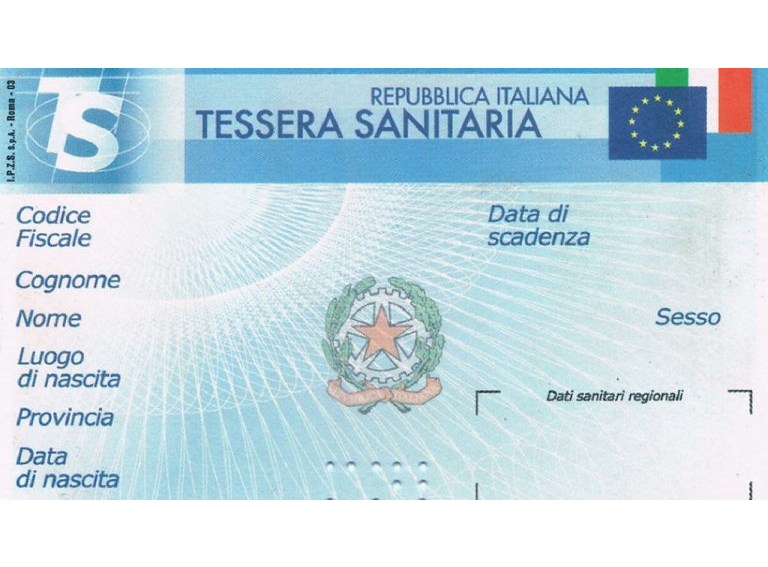 I.P.Z.S. s.p.A. - Roma - 03
TS
REPUBBLICA ITALIANA
TESSERA SANITARIA
Codice
Fiscale
Data di
scadenza
Cognome
Nome
Sesso
Luogo
di nascita
Dati sanitari regionali
Provincia
Data
di nascita